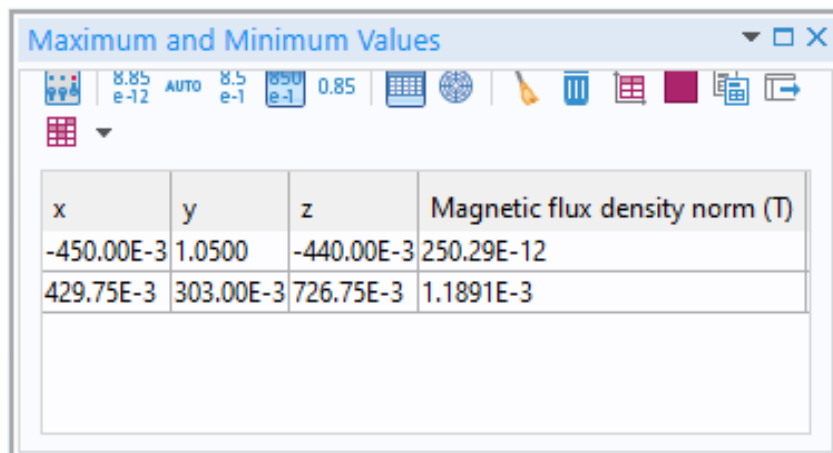 Maximum and Minimum Values
8.85 e-12 AUTO 8.5 e-1 850 e-1 0.85
x y z Magnetic flux density norm (T)
-450.00E-3 1.0500 -440.00E-3 250.29E-12
429.75E-3 303.00E-3 726.75E-3 1.1891E-3